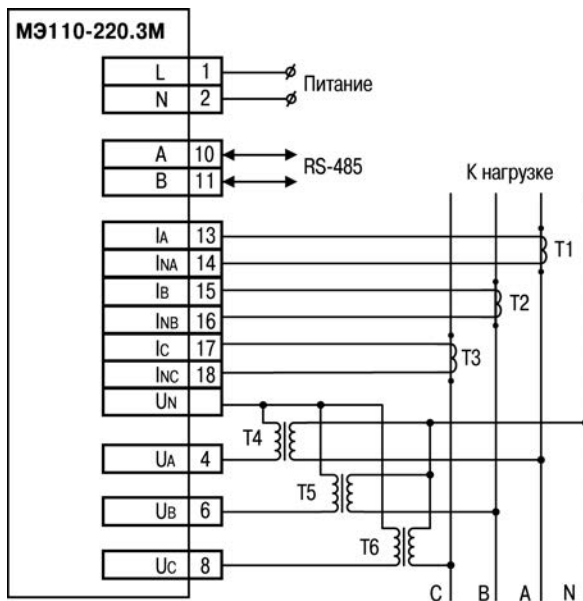 МЭ110-220.3М
L 1
N 2
Питание
A 10
B 11
RS-485
К нагрузке
IA 13
INA 14
IB 15
INB 16
IC 17
INC 18
UN
UA 4
UB 6
UC 8
T1
T2
T3
T4
T5
T6
C B A N